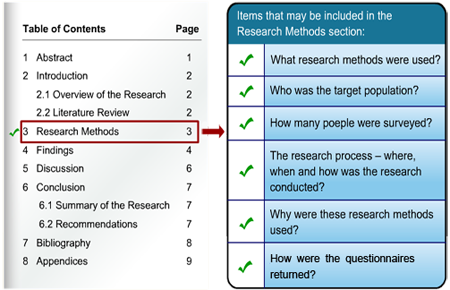 Table of Contents Page
1 Abstract 1
2 Introduction 2
2.1 Overview of the Research 2
2.2 Literature Review 2
3 Research Methods 3
4 Findings 4
5 Discussion 6
6 Conclusion 7
6.1 Summary of the Research 7
6.2 Recommendations 7
7 Bibliography 8
8 Appendices 9
Items that may be included in the
Research Methods section:
What research methods were used?
Who was the target population?
How many poeple were surveyed?
The research process – where,
when and how was the research
conducted?
Why were these research methods
used?
How were the questionnaires
returned?